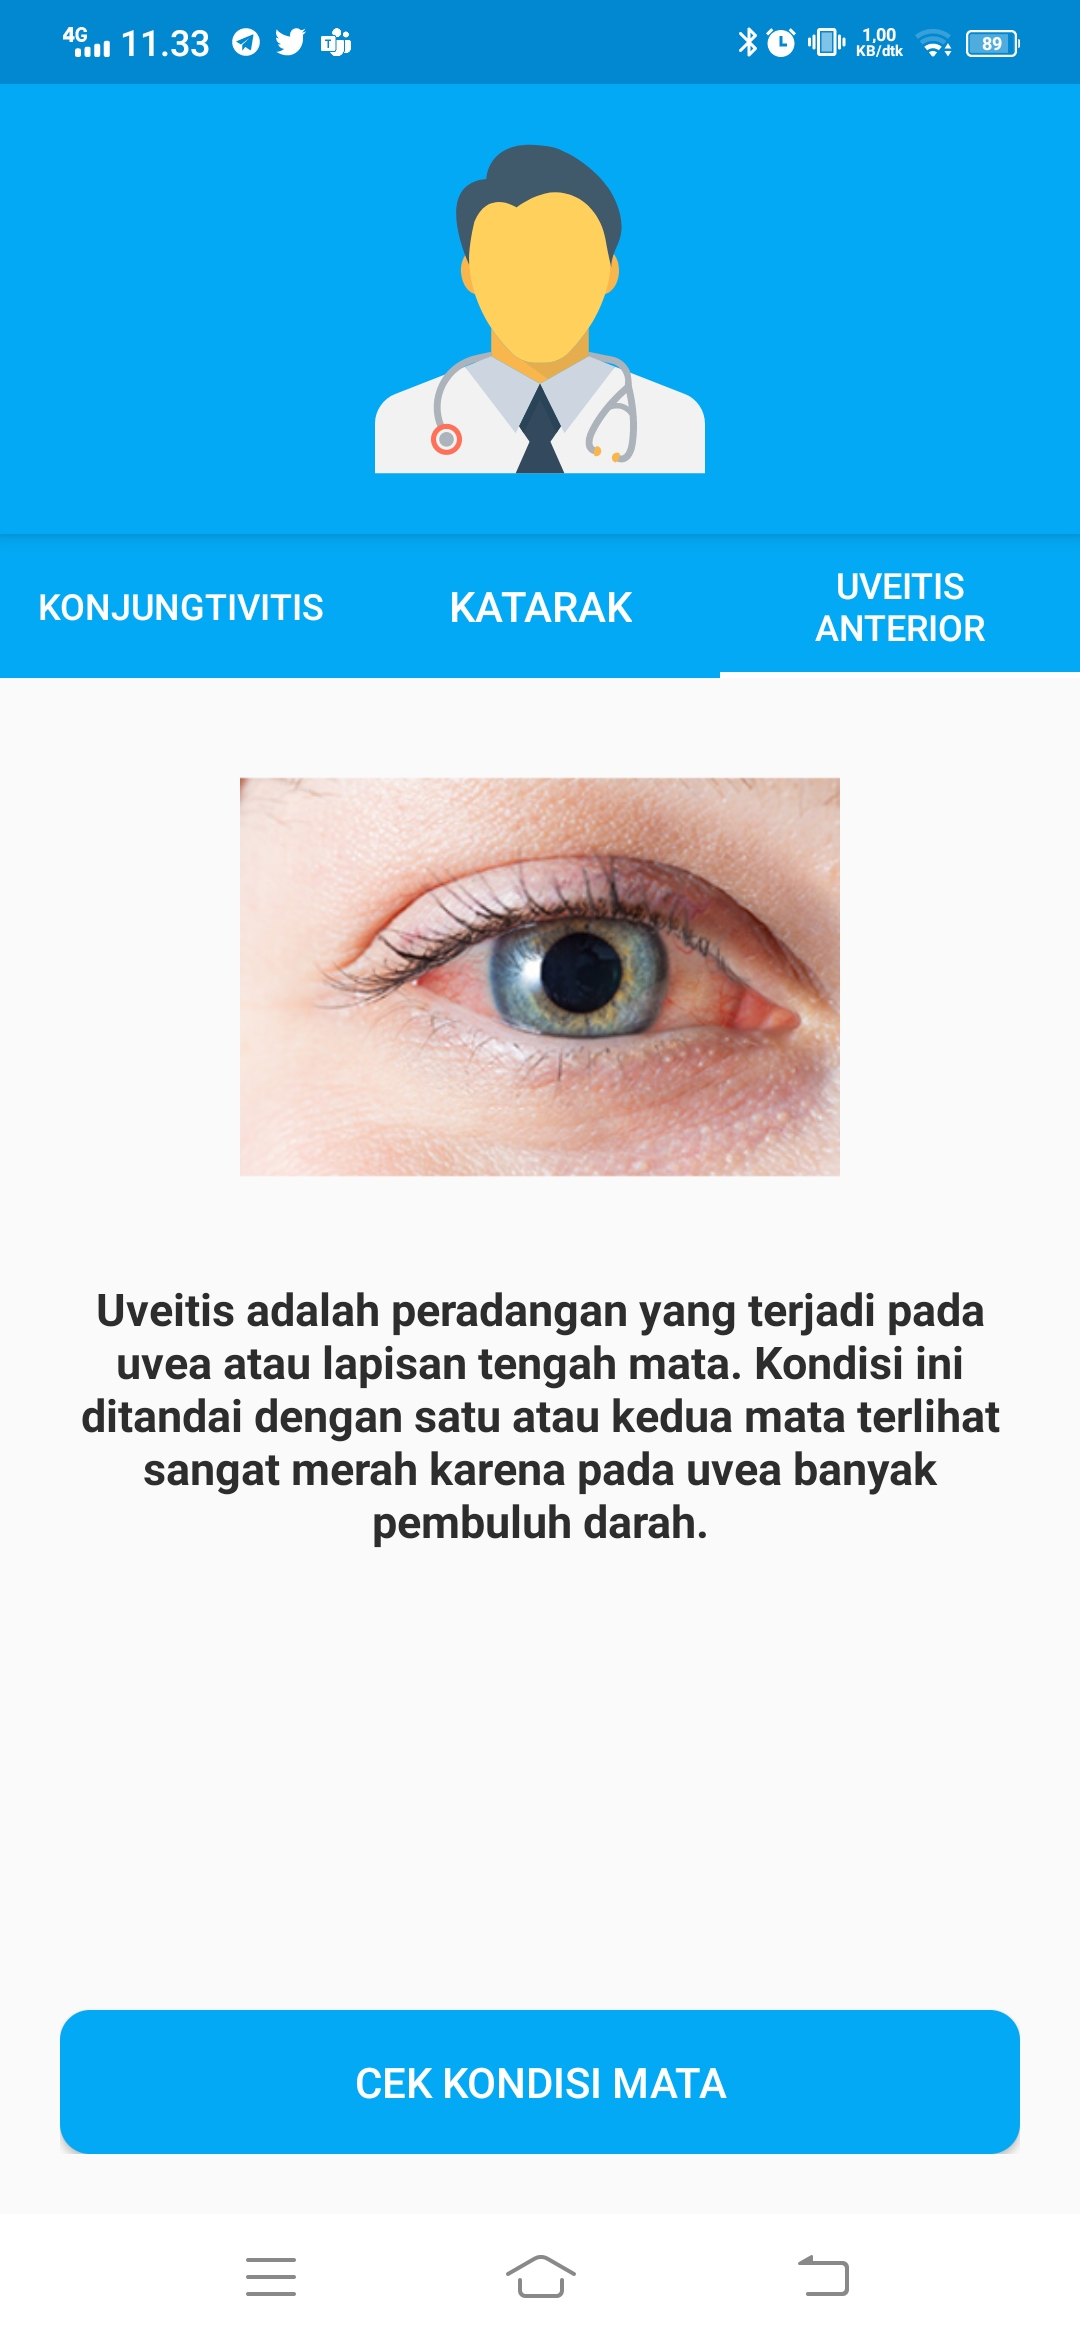 4G 11.33 1,00 KB/dtk 89
KONJUNGTIVITIS KATARAK UVEITIS ANTERIOR
Uveitis adalah peradangan yang terjadi pada
uvea atau lapisan tengah mata. Kondisi ini
ditandai dengan satu atau kedua mata terlihat
sangat merah karena pada uvea banyak
pembuluh darah.
CEK KONDISI MATA